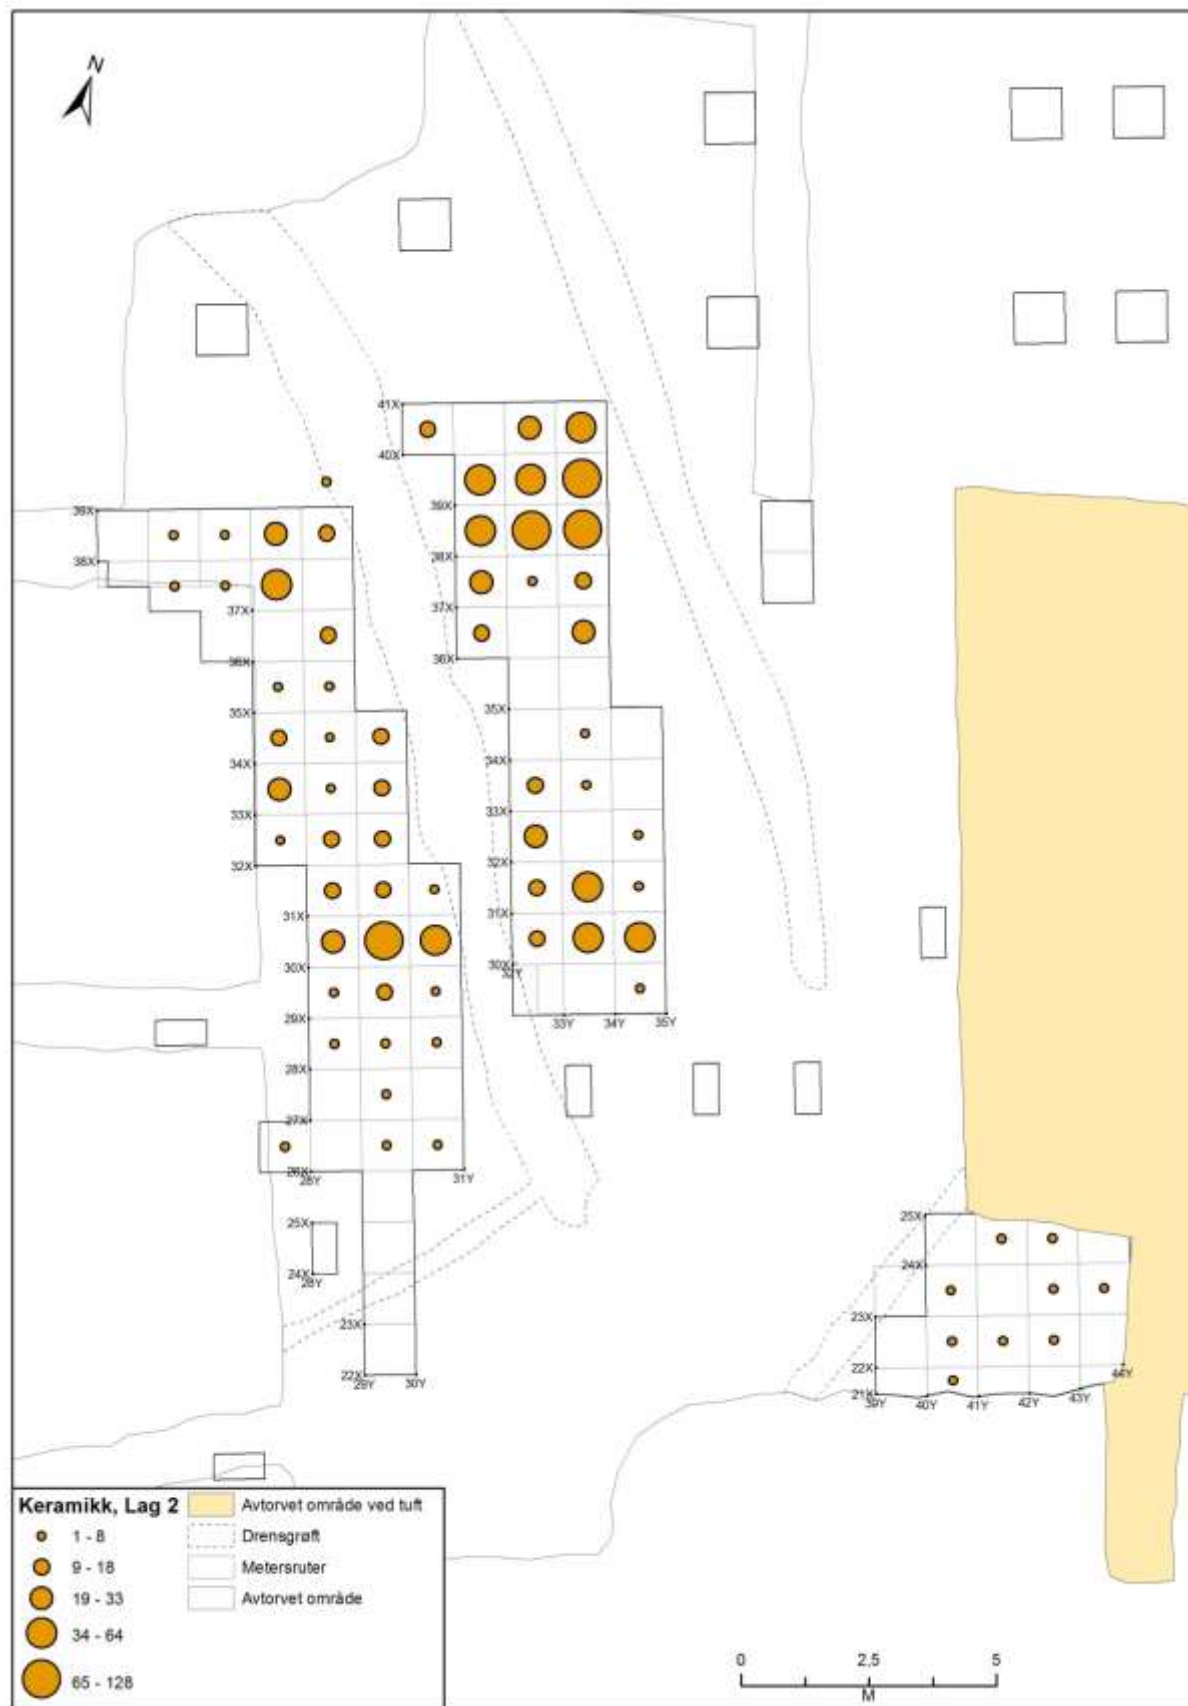 N
41X
40X
39X
39X
38X
38X
37X
37X
36X
36X
35X
35X
34X
34X
33X
33X
32X
32X
31X
31X
30X
30X
32Y
29X
33Y 34Y 35Y
28X
27X
26X
28Y
31Y
25X
25X
24X
24X
28Y
23X
23X
22X
22X
44Y
29Y 30Y
21X
39Y 40Y 41Y 42Y 43Y
Keramikk, Lag 2
1 - 8
9 - 18
19 - 33
34 - 64
65 - 128
Avtorvet område ved tuft
Drensgrøft
Metersruter
Avtorvet område
0 2,5 5
M